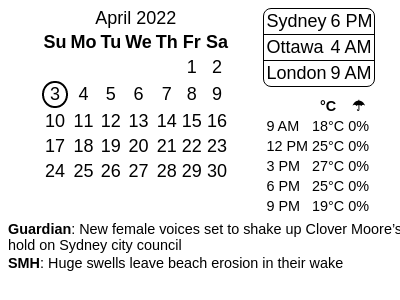 April 2022
Su Mo Tu We Th Fr Sa
1 2
3 4 5 6 7 8 9
10 11 12 13 14 15 16
17 18 19 20 21 22 23
24 25 26 27 28 29 30
Sydney 6 PM
Ottawa 4 AM
London 9 AM
°C ☂
9 AM 18°C 0%
12 PM 25°C 0%
3 PM 27°C 0%
6 PM 25°C 0%
9 PM 19°C 0%
Guardian: New female voices set to shake up Clover Moore's
hold on Sydney city council
SMH: Huge swells leave beach erosion in their wake